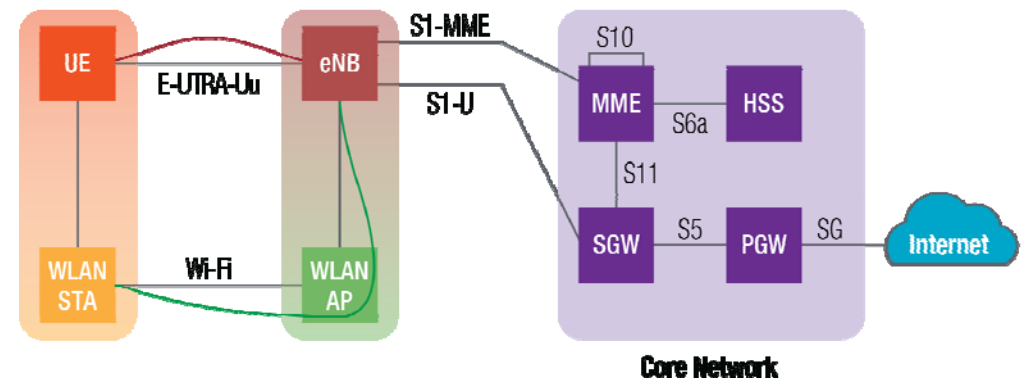 UE
E-UTRA-Uu
eNB
S1-MME
S1-U
S10
MME
S6a
HSS
S11
SGW
S5
PGW
SG
Internet
WLAN
STA
Wi-Fi
WLAN
AP
Core Network